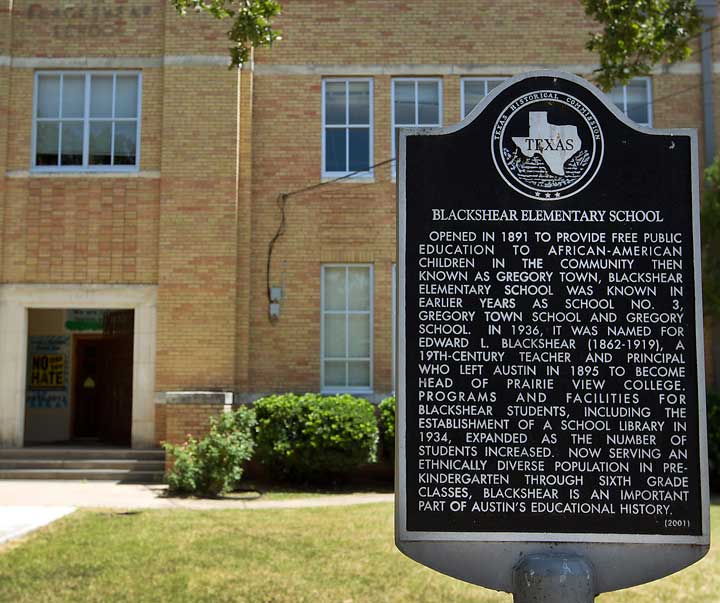 BLACKSHEAR
SCHOOL
NO
HATE
TEXAS HISTORICAL COMMISSION
TEXAS
BLACKSHEAR ELEMENTARY SCHOOL
OPENED IN 1891 TO PROVIDE FREE PUBLIC
EDUCATION TO AFRICAN-AMERICAN
CHILDREN IN THE COMMUNITY THEN
KNOWN AS GREGORY TOWN, BLACKSHEAR
ELEMENTARY SCHOOL WAS KNOWN IN
EARLIER YEARS AS SCHOOL NO. 3,
GREGORY TOWN SCHOOL AND GREGORY
SCHOOL. IN 1936, IT WAS NAMED FOR
EDWARD L. BLACKSHEAR (1862-1919), A
19TH-CENTURY TEACHER AND PRINCIPAL
WHO LEFT AUSTIN IN 1895 TO BECOME
HEAD OF PRAIRIE VIEW COLLEGE.
PROGRAMS AND FACILITIES FOR
BLACKSHEAR STUDENTS, INCLUDING THE
ESTABLISHMENT OF A SCHOOL LIBRARY IN
1934, EXPANDED AS THE NUMBER OF
STUDENTS INCREASED. NOW SERVING AN
ETHNICALLY DIVERSE POPULATION IN PRE-
KINDERGARTEN THROUGH SIXTH GRADE
CLASSES, BLACKSHEAR IS AN IMPORTANT
PART OF AUSTIN'S EDUCATIONAL HISTORY.
(2001)